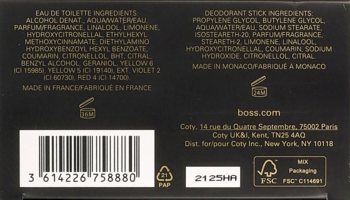 EAU DE TOILETTE INGREDIENTS:
ALCOHOL DENAT., AQUA/WATER/EAU,
PARFUM/FRAGRANCE, LIMONENE, LINALOOL,
HYDROXYCITRONELLAL, ETHYLHEXYL
METHOXYCINNAMATE, DIETHYLAMINO
HYDROXYBENZOYL HEXYL BENZOATE,
COUMARIN, CITRONELLOL, BHT, CITRAL,
BENZYL ALCOHOL, GERANIOL, YELLOW 6
(CI 15985), YELLOW 5 (CI 19140), EXT. VIOLET 2
(CI 60730), RED 4 (CI 14700).
MADE IN FRANCE/FABRIQUÉ EN FRANCE
36M
3 614226 758880
DEODORANT STICK INGREDIENTS:
PROPYLENE GLYCOL, BUTYLENE GLYCOL,
AQUA/WATER/EAU, SODIUM STEARATE,
ISOSTEARETH-20, PARFUM/FRAGRANCE,
STEARETH-2, LIMONENE, LINALOOL,
HYDROXYCITRONELLAL, COUMARIN, SODIUM
HYDROXIDE, CITRONELLOL, CITRAL.
MADE IN MONACO/FABRIQUÉ À MONACO
24M
boss.com
Coty, 14 rue du Quatre Septembre, 75002 Paris
Coty UK&I, Kent, TN25 4AQ
Dist. for/pour Coty Inc., New York, NY 10118
21
PAP
2125HA
FSC
MIX
Packaging
FSC® C114691